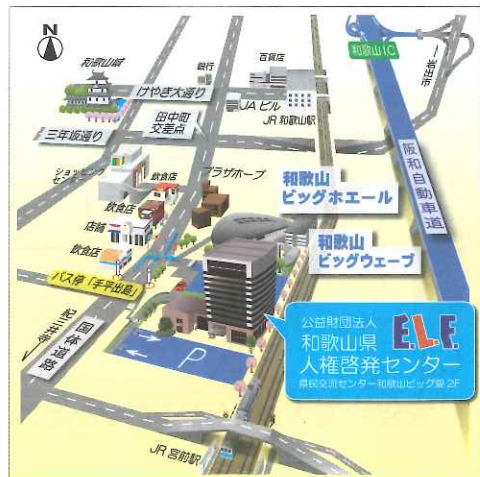 N
和歌山I.C.
岩出市
和歌山城
銀行
百貨店
けやき大通り
JAビル
JR和歌山駅
三年坂通り
田中町
交差点
阪和自動車道
ショッピング
センター
飲食店
プラザホープ
和歌山
ビッグホエール
飲食店
店舗
和歌山
ビッグウェーブ
飲食店
バス停「手平出島」
公益財団法人
和歌山県
人権啓発センター
E.L.F.
県民交流センター和歌山ビッグ愛 2F
紀三井寺
国体道路
P
JR宮前駅